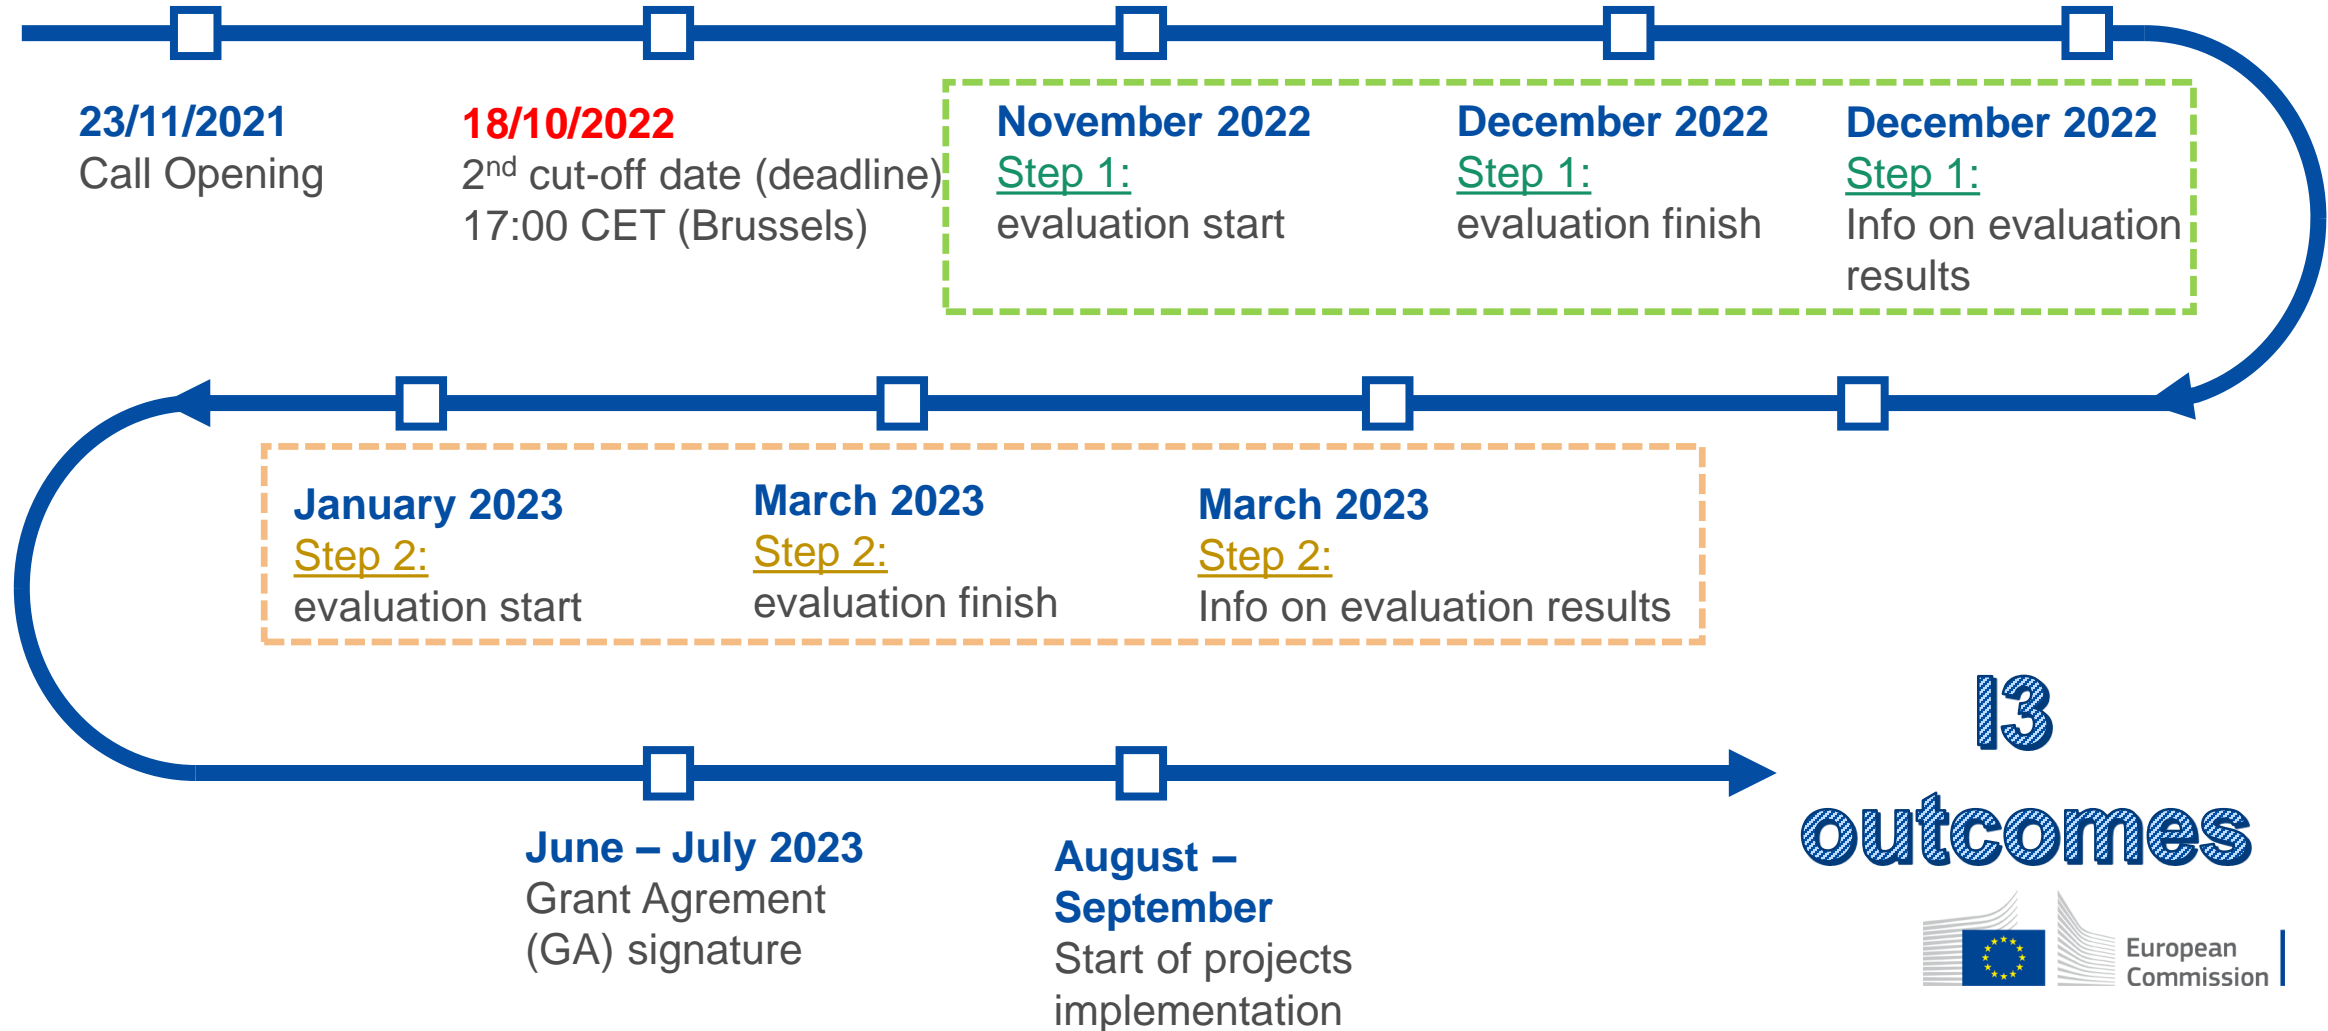 23/11/2021
Call Opening
18/10/2022
2nd cut-off date (deadline)
17:00 CET (Brussels)
November 2022
Step 1:
evaluation start
December 2022
Step 1:
evaluation finish
December 2022
Step 1:
Info on evaluation
results
January 2023
Step 2:
evaluation start
March 2023
Step 2:
evaluation finish
March 2023
Step 2:
Info on evaluation results
June – July 2023
Grant Agrement
(GA) signature
August –
September
Start of projects
implementation
I3
outcomes
European
Commission